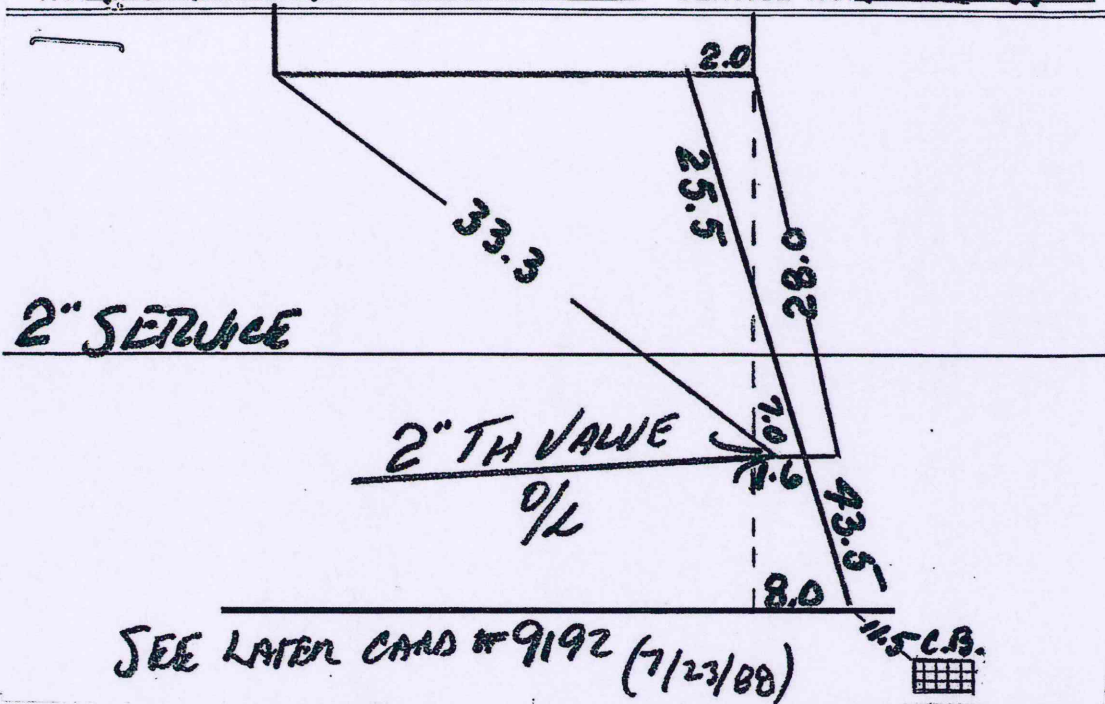 2.0
25.5
28.0
33.3
2" SERVICE
7.0
2" TH VALVE
1.6
O/L
43.5
8.0
SEE LATER CARD #9192 (7/23/88)
11.5 C.B.